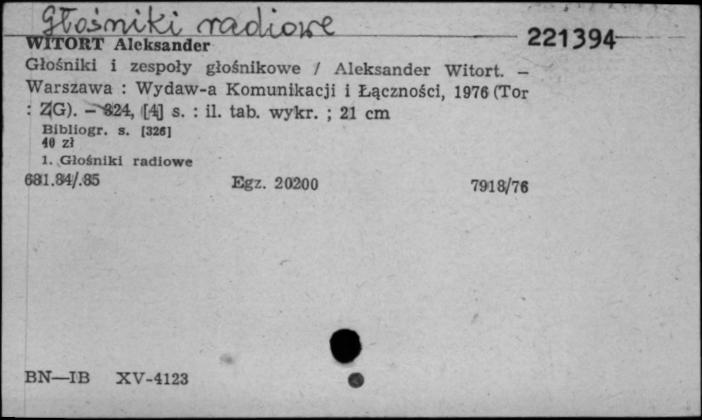 Głośniki radiowe
WITORT Aleksander
221394
Głośniki i zespoły głośnikowe / Aleksander Witort. —
Warszawa : Wydaw-a Komunikacji i Łączności, 1976 (Tor
: ZG). — 324, [4] s. : il. tab. wykr. ; 21 cm
Bibliogr. s. [326]
40 zł
1. Głośniki radiowe
681.84/.85 Egz. 20200 7918/76
BN—IB XV-4123